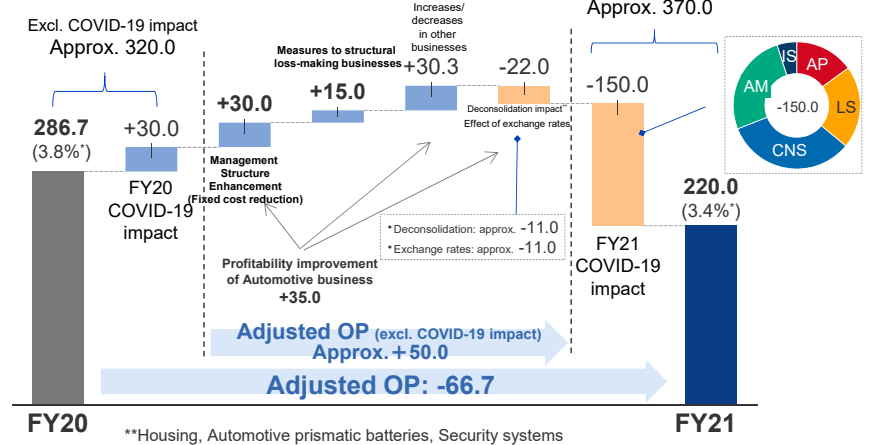 Excl. COVID-19 impact
Approx. 320.0
286.7
(3.8%*)
+30.0
FY20
COVID-19
impact
+30.0
Management
Structure
Enhancement
(Fixed cost reduction)
Measures to structural
loss-making businesses
+15.0
Increases/
decreases
in other
businesses
+30.3
-22.0
Deconsolidation impact**
Effect of exchange rates
*Deconsolidation: approx. -11.0
*Exchange rates: approx. -11.0
Profitability improvement
of Automotive business
+35.0
Approx. 370.0
-150.0
FY21
COVID-19
impact
IS
AP
AM
LS
-150.0
CNS
220.0
(3.4%*)
Adjusted OP (excl. COVID-19 impact)
Approx.+50.0
Adjusted OP: -66.7
FY20
FY21
**Housing, Automotive prismatic batteries, Security systems